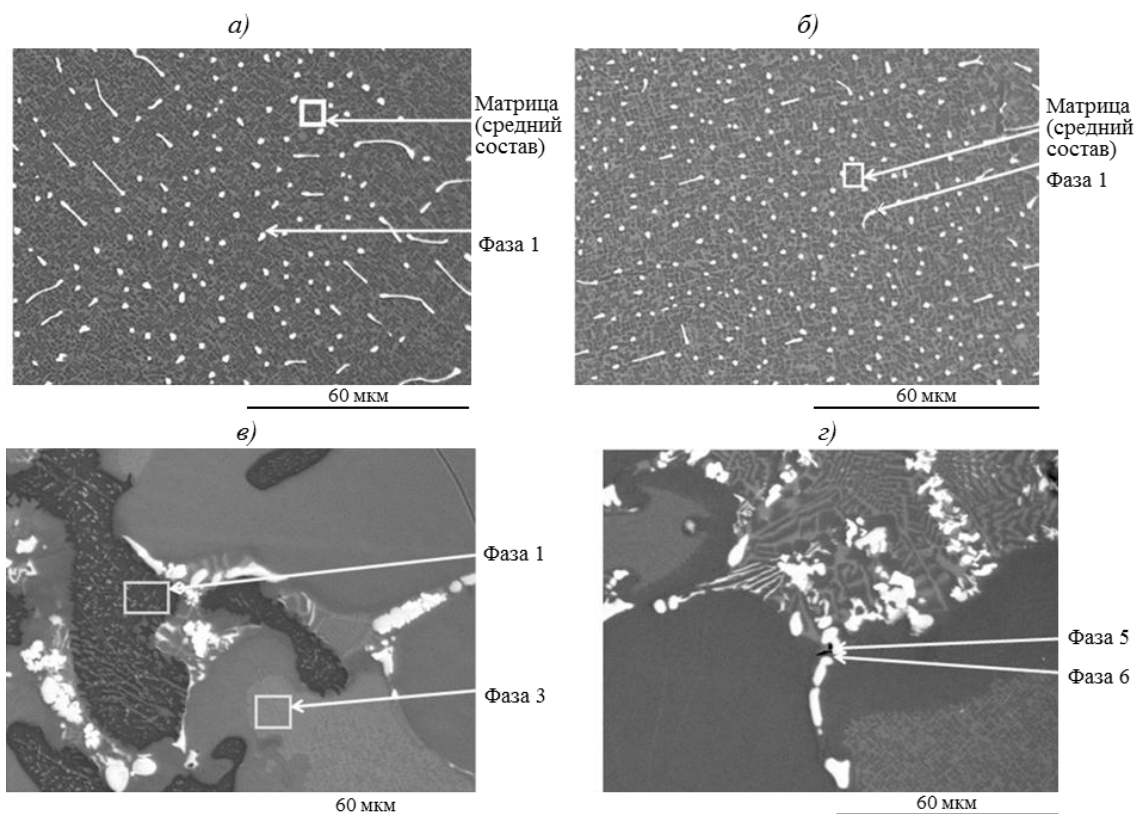 а)
б)
Матрица
(средний
состав)
Фаза 1
Матрица
(средний
состав)
Фаза 1
60 мкм
60 мкм
в)
г)
Фаза 1
Фаза 3
Фаза 5
Фаза 6
60 мкм
60 мкм